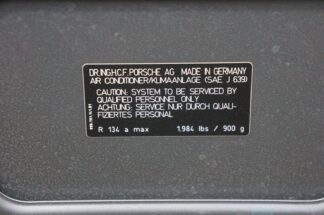 DR.ING.H.C.F. PORSCHE AG MADE IN GERMANY
AIR CONDITIONER/KLIMAANLAGE (SAE J 639)
CAUTION: SYSTEM TO BE SERVICED BY
QUALIFIED PERSONNEL ONLY
ACHTUNG: SERVICE NUR DURCH QUALI-
FIZIERTES PERSONAL
R 134 a max 1.984 lbs / 900 g